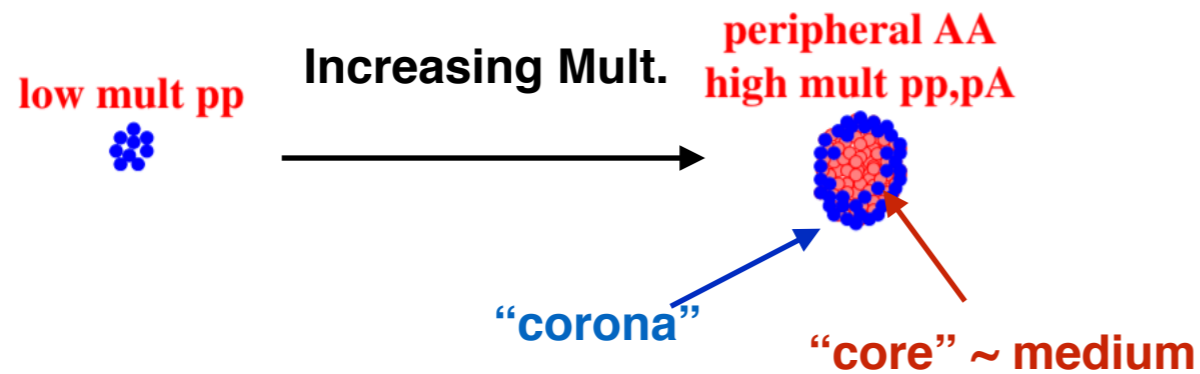 low mult pp
Increasing Mult.
peripheral AA
high mult pp,pA
“corona”
“core” ~ medium